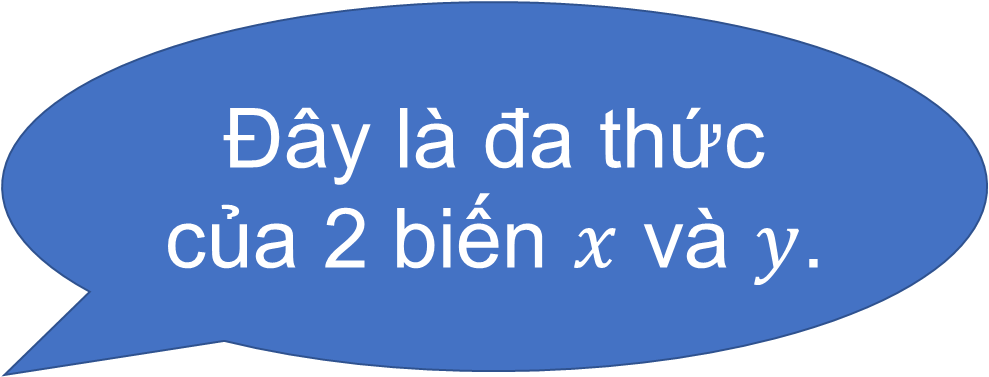 Đây là đa thức
của 2 biến 𝑥 và 𝑦.